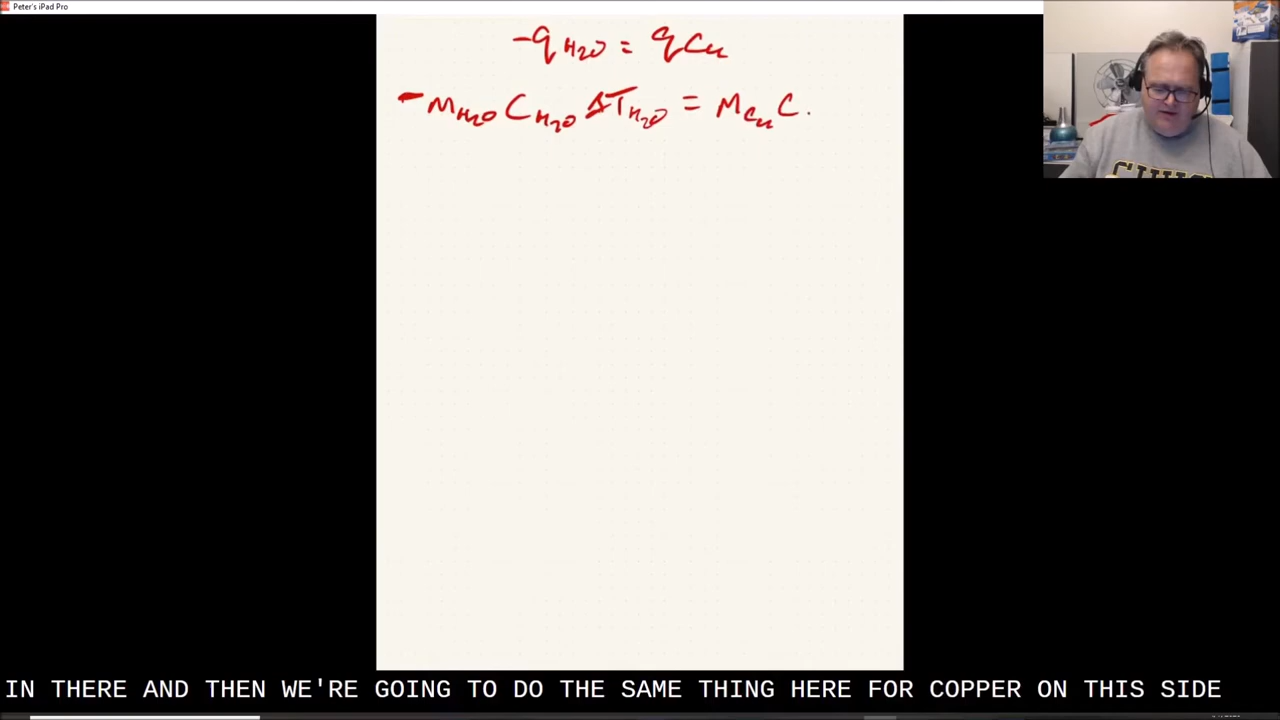 Peter's iPad Pro
-q H₂O = q Cu
-M H₂O C H₂O ΔT H₂O = M Cu C.
IN THERE AND THEN WE'RE GOING TO DO THE SAME THING HERE FOR COPPER ON THIS SIDE